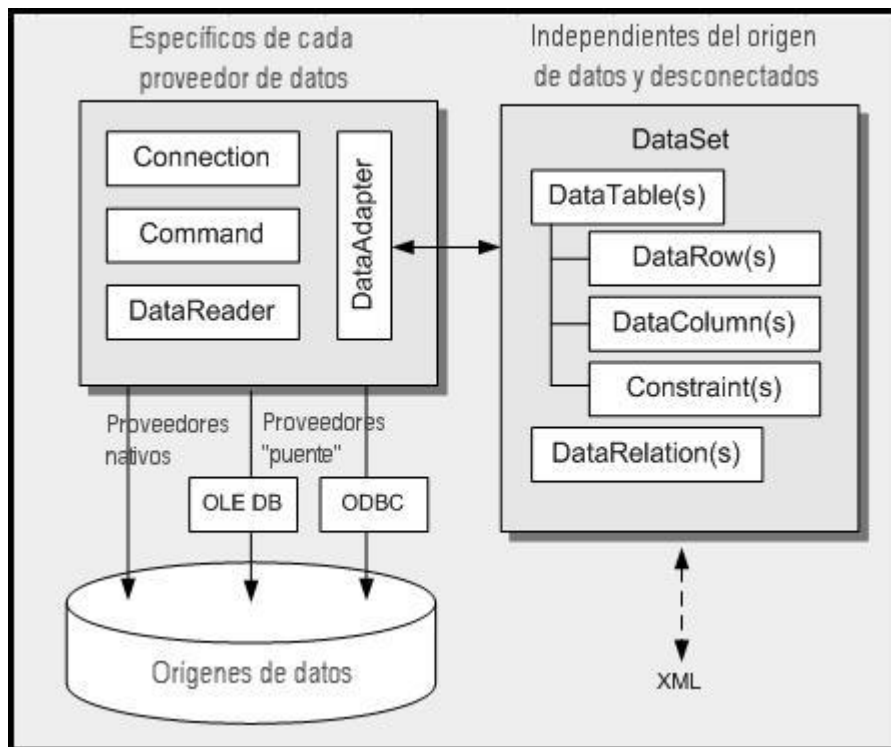 Específicos de cada
proveedor de datos
Connection
Command
DataReader
DataAdapter
Proveedores
nativos
Proveedores
"puente"
OLE DB
ODBC
Orígenes de datos
Independientes del origen
de datos y desconectados
DataSet
DataTable(s)
DataRow(s)
DataColumn(s)
Constraint(s)
DataRelation(s)
XML